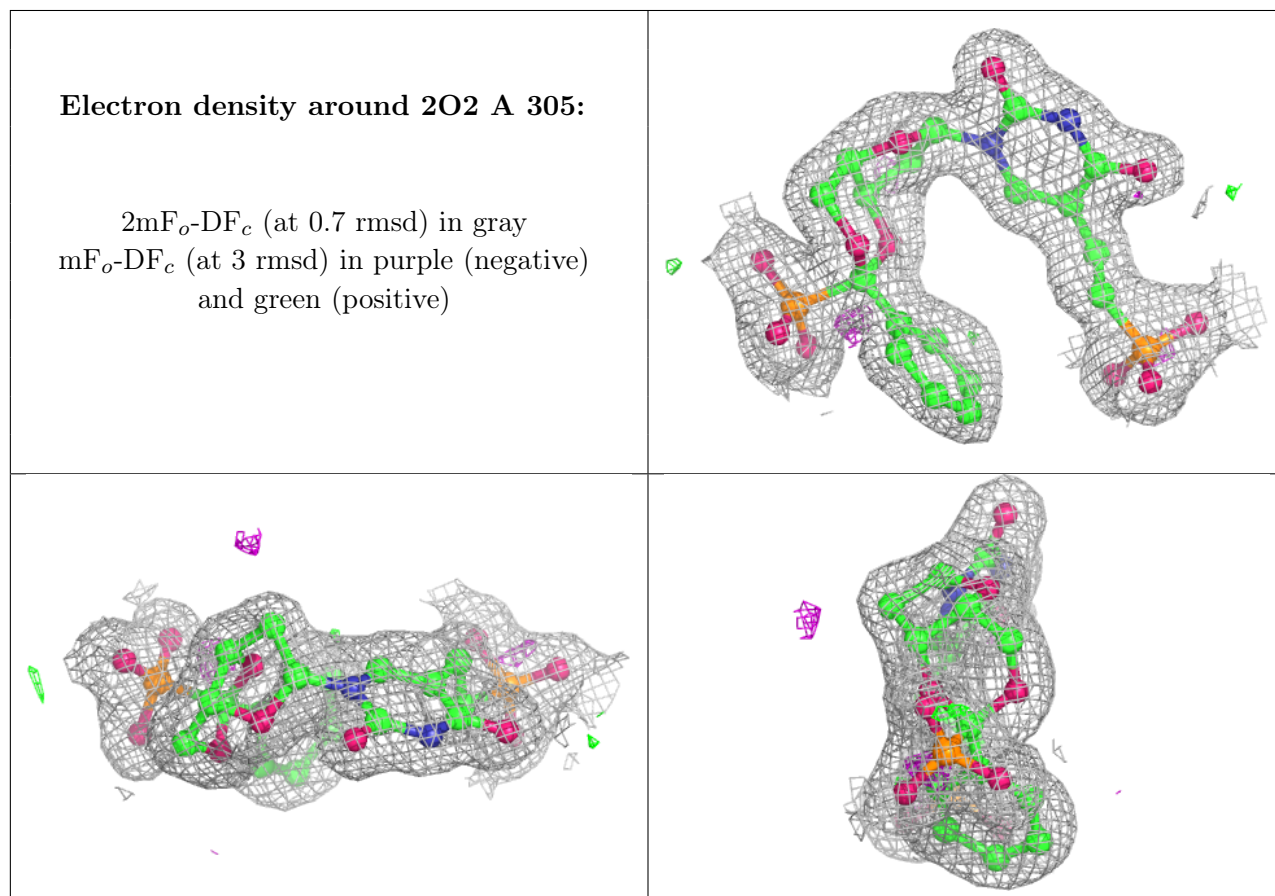 Electron density around 2O2 A 305:
2mFo-DFc (at 0.7 rmsd) in gray
mFo-DFc (at 3 rmsd) in purple (negative)
and green (positive)